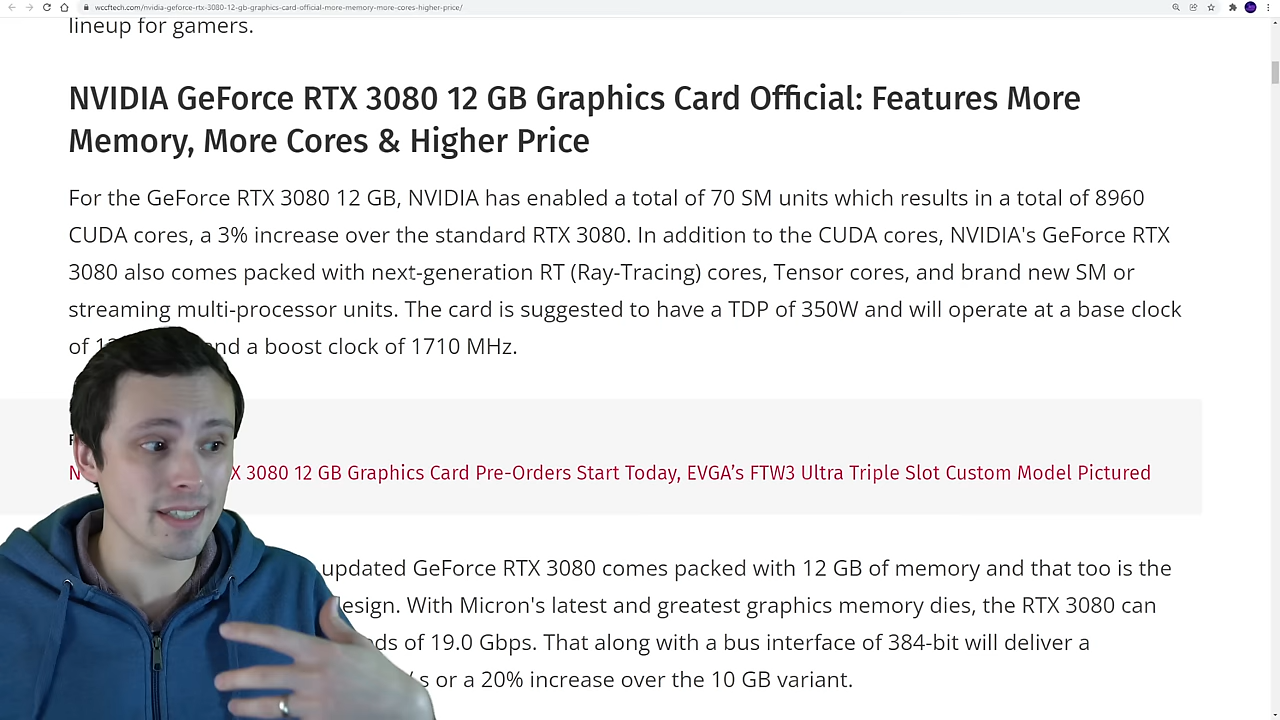 wccftech.com/nvidia-geforce-rtx-3080-12-gb-graphics-card-official-more-memory-more-cores-higher-price/
lineup for gamers.
NVIDIA GeForce RTX 3080 12 GB Graphics Card Official: Features More
Memory, More Cores & Higher Price
For the GeForce RTX 3080 12 GB, NVIDIA has enabled a total of 70 SM units which results in a total of 8960
CUDA cores, a 3% increase over the standard RTX 3080. In addition to the CUDA cores, NVIDIA's GeForce RTX
3080 also comes packed with next-generation RT (Ray-Tracing) cores, Tensor cores, and brand new SM or
streaming multi-processor units. The card is suggested to have a TDP of 350W and will operate at a base clock
of and a boost clock of 1710 MHz.
3080 12 GB Graphics Card Pre-Orders Start Today, EVGA’s FTW3 Ultra Triple Slot Custom Model Pictured
updated GeForce RTX 3080 comes packed with 12 GB of memory and that too is the
design. With Micron's latest and greatest graphics memory dies, the RTX 3080 can
of 19.0 Gbps. That along with a bus interface of 384-bit will deliver a
or a 20% increase over the 10 GB variant.